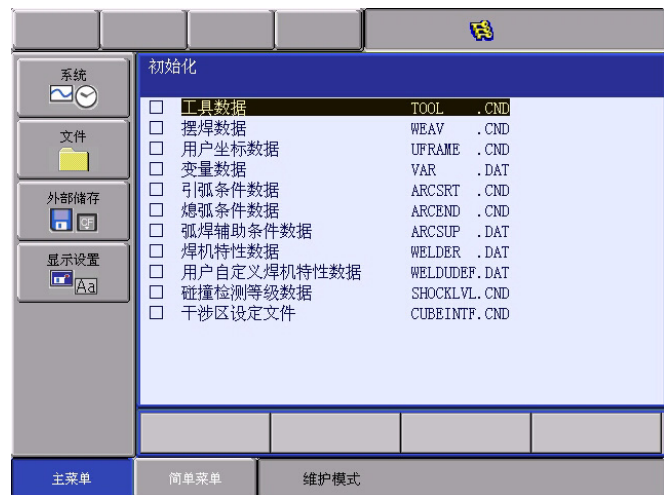 初始化
系统
文件
外部储存
CF
显示设置
Aa
□ 工具数据 TOOL .CND
□ 摆焊数据 WEAV .CND
□ 用户坐标数据 UFRAME .CND
□ 变量数据 VAR .DAT
□ 引弧条件数据 ARCSRT .CND
□ 熄弧条件数据 ARCEND .CND
□ 弧焊辅助条件数据 ARCSUP .DAT
□ 焊机特性数据 WELDER .DAT
□ 用户自定义焊机特性数据 WELDUDEF.DAT
□ 碰撞检测等级数据 SHOCKLVL.CND
□ 干涉区设定文件 CUBEINTF.CND
主菜单
简单菜单
维护模式